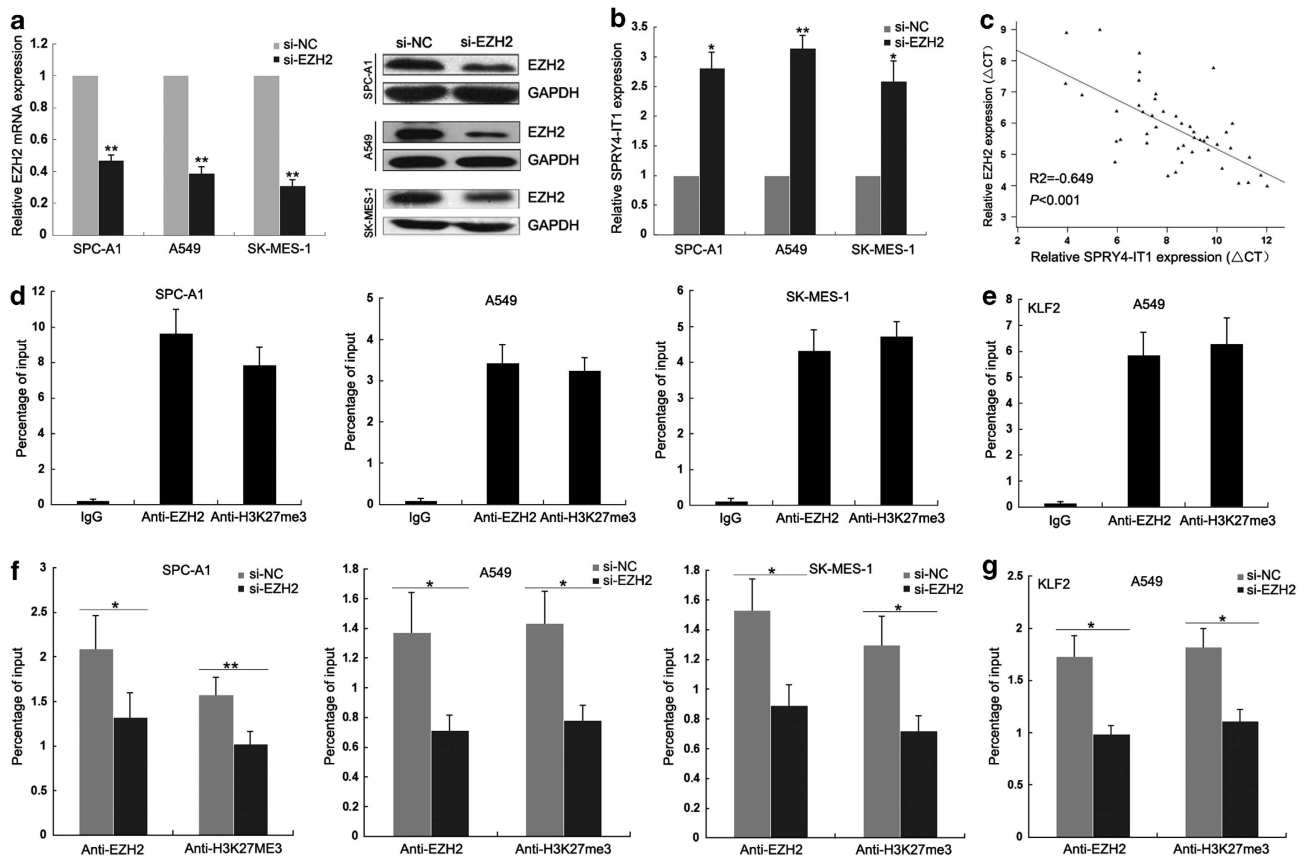 a
Relative EZH2 mRNA expression
1.2
1
0.8
0.6
0.4
0.2
0
si-NC
si-EZH2
**
**
**
SPC-A1
A549
SK-MES-1
si-NC
si-EZH2
SPC-A1
EZH2
GAPDH
A549
EZH2
GAPDH
SK-MES-1
EZH2
GAPDH
b
Relative SPRY4-IT1 expression
3.5
3
2.5
2
1.5
1
0.5
0
si-NC
si-EZH2
*
**
*
SPC-A1
A549
SK-MES-1
c
Relative EZH2 expression (△CT)
9
8
7
6
5
4
3
R2=-0.649
P<0.001
2
4
6
8
10
12
Relative SPRY4-IT1 expression (△CT)
d
SPC-A1
Percentage of input
12
10
8
6
4
2
0
IgG
Anti-EZH2
Anti-H3K27me3
A549
Percentage of input
5
4
3
2
1
0
IgG
Anti-EZH2
Anti-H3K27me3
SK-MES-1
Percentage of input
6
5
4
3
2
1
0
IgG
Anti-EZH2
Anti-H3K27me3
e
KLF2
A549
Percentage of input
8
7
6
5
4
3
2
1
0
IgG
Anti-EZH2
Anti-H3K27me3
f
SPC-A1
si-NC
si-EZH2
Percentage of input
2
2.5
2
1.5
1
0.5
0
*
**
Anti-EZH2
Anti-H3K27ME3
A549
si-NC
si-EZH2
Percentage of input
1.8
1.6
1.4
1.2
1
0.8
0.6
0.4
0.2
0
*
*
Anti-EZH2
Anti-H3K27me3
SK-MES-1
si-NC
si-EZH2
Percentage of input
1.8
1.6
1.4
1.2
1
0.8
0.6
0.4
0.2
0
*
*
Anti-EZH2
Anti-H3K27me3
g
KLF2
A549
si-NC
si-EZH2
Percentage of input
2.5
2
1.5
1
0.5
0
*
*
Anti-EZH2
Anti-H3K27me3